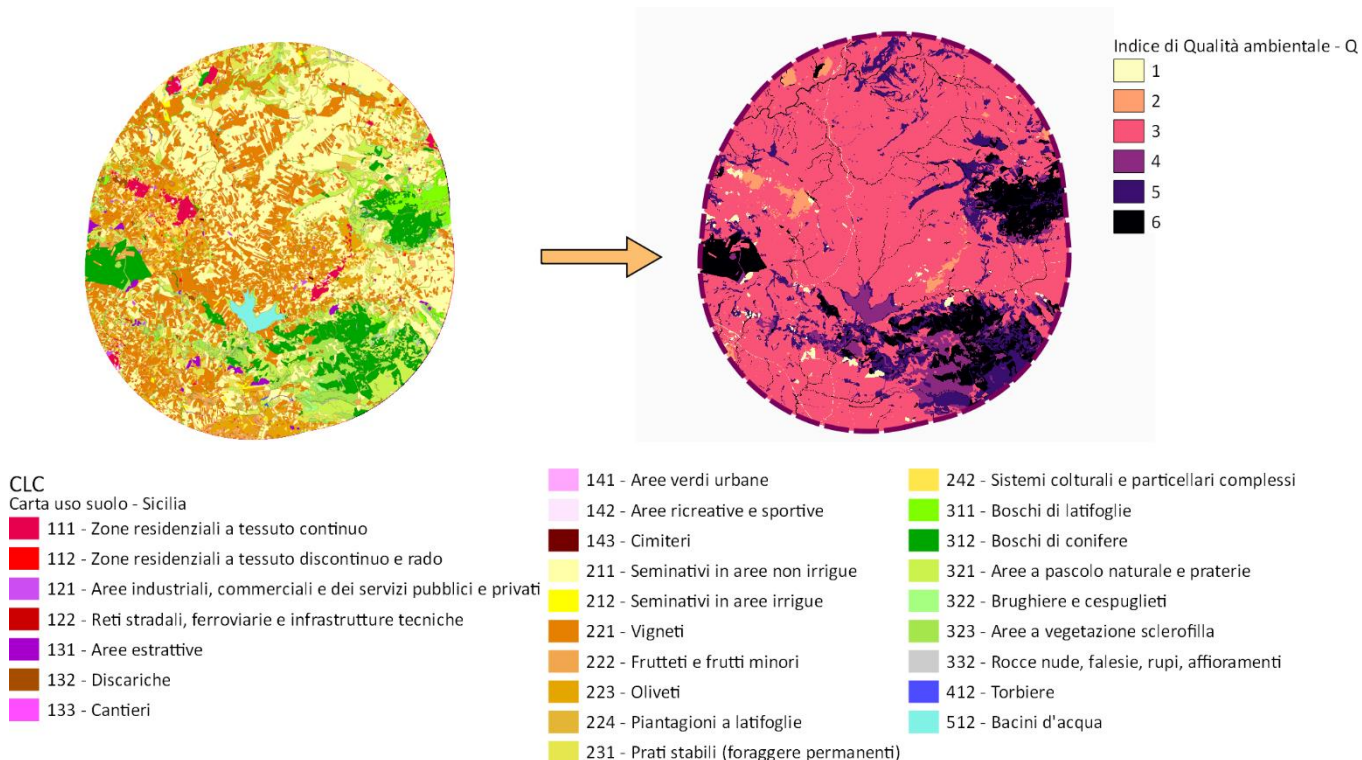 Indice di Qualità ambientale - Q
1
2
3
4
5
6
CLC
Carta uso suolo - Sicilia
111 - Zone residenziali a tessuto continuo
112 - Zone residenziali a tessuto discontinuo e rado
121 - Aree industriali, commerciali e dei servizi pubblici e privati
122 - Reti stradali, ferroviarie e infrastrutture tecniche
131 - Aree estrattive
132 - Discariche
133 - Cantieri
141 - Aree verdi urbane
142 - Aree ricreative e sportive
143 - Cimiteri
211 - Seminativi in aree non irrigue
212 - Seminativi in aree irrigue
221 - Vigneti
222 - Frutteti e frutti minori
223 - Oliveti
224 - Piantagioni a latifoglie
231 - Prati stabili (foraggere permanenti)
242 - Sistemi colturali e particellari complessi
311 - Boschi di latifoglie
312 - Boschi di conifere
321 - Aree a pascolo naturale e praterie
322 - Brughiere e cespuglieti
323 - Aree a vegetazione sclerofilla
332 - Rocce nude, falesie, rupi, affioramenti
412 - Torbiere
512 - Bacini d'acqua